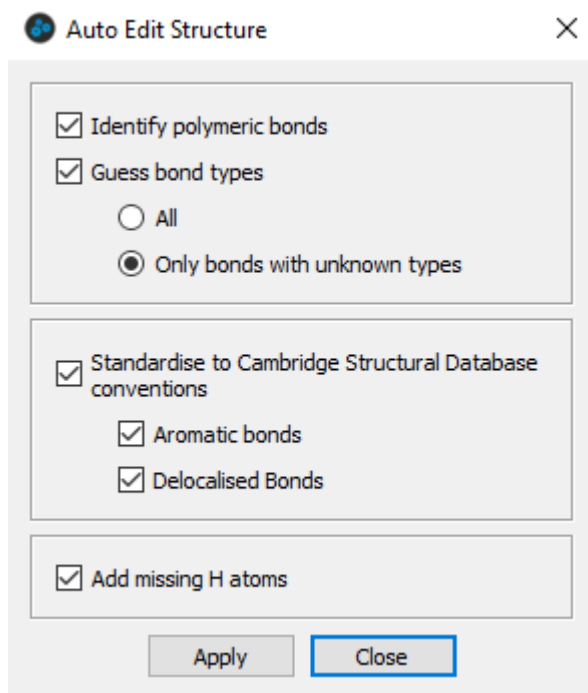 Auto Edit Structure
Identify polymeric bonds
Guess bond types
All
Only bonds with unknown types
Standardise to Cambridge Structural Database
conventions
Aromatic bonds
Delocalised Bonds
Add missing H atoms
Apply Close